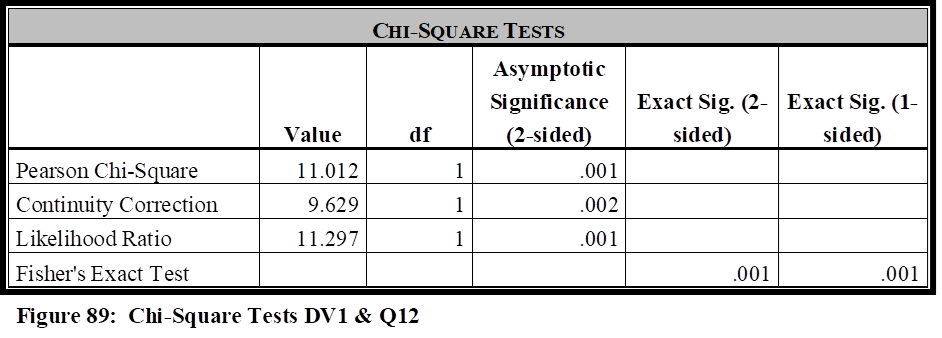 CHI-SQUARE TESTS
Value df Asymptotic Significance (2-sided) Exact Sig. (2-sided) Exact Sig. (1-sided)
Pearson Chi-Square 11.012 1 .001
Continuity Correction 9.629 1 .002
Likelihood Ratio 11.297 1 .001
Fisher's Exact Test .001 .001
Figure 89: Chi-Square Tests DV1 & Q12